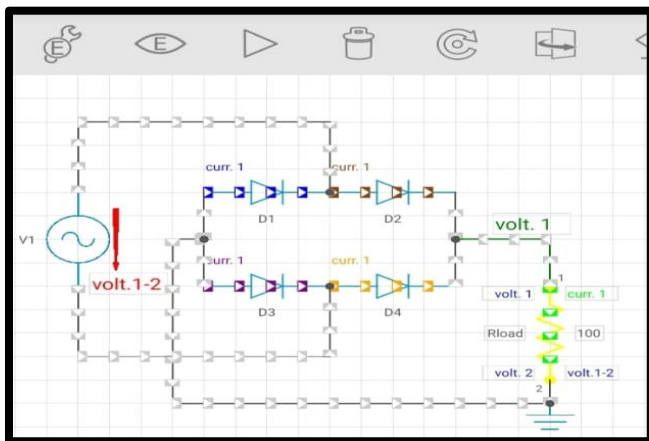 E
E
curr. 1
curr. 1
D1
D2
volt. 1
V1
volt.1-2
curr. 1
curr. 1
D3
D4
1
volt. 1
curr. 1
Rload
100
volt. 2
volt.1-2
2